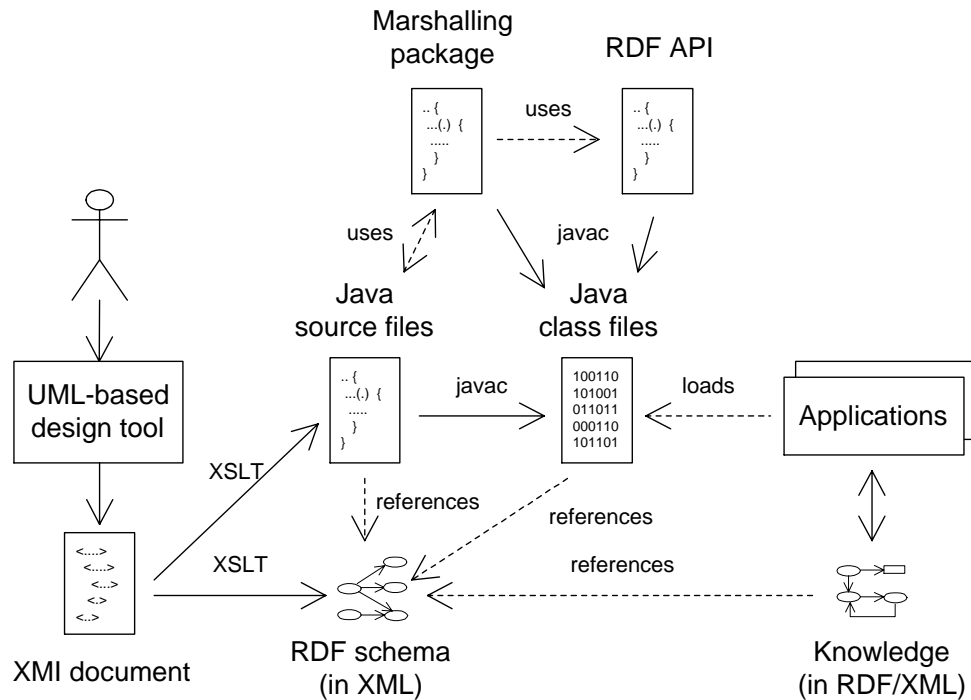 Marshalling
package
RDF API
.. {
...(.) {
.....
}
}
uses
.. {
...(.) {
.....
}
}
uses
javac
Java
source files
Java
class files
UML-based
design tool
.. {
...(.) {
.....
}
}
javac
100110
101001
011011
000110
101101
loads
Applications
XSLT
references
references
<....>
<....>
<....>
<.>
<..>
XSLT
references
XMI document
RDF schema
(in XML)
Knowledge
(in RDF/XML)